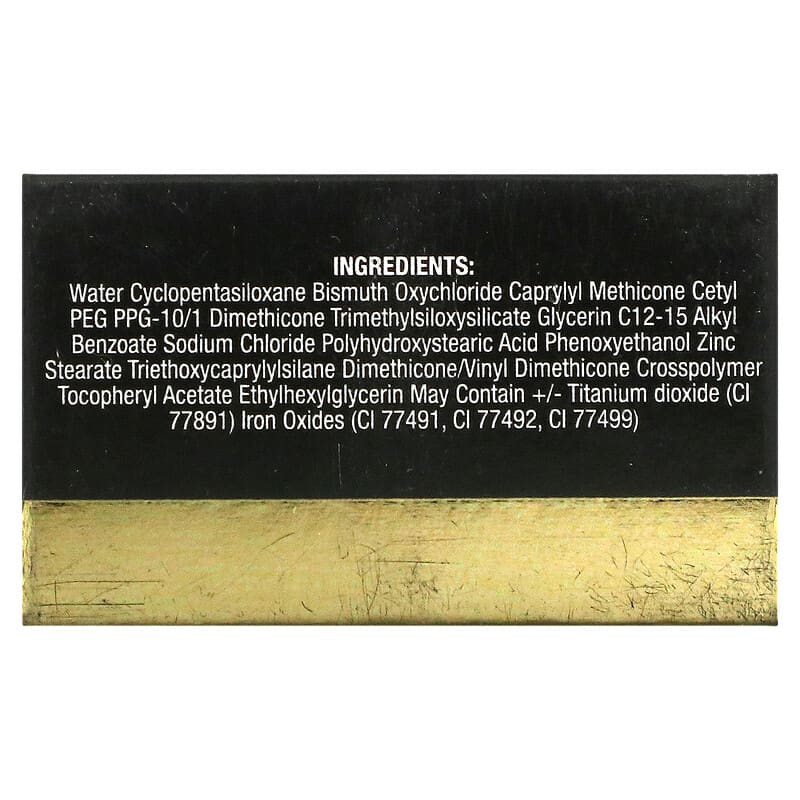 INGREDIENTS:
Water Cyclopentasiloxane Bismuth Oxychloride Caprylyl Methicone Cetyl
PEG PPG-10/1 Dimethicone Trimethylsiloxysilicate Glycerin C12-15 Alkyl
Benzoate Sodium Chloride Polyhydroxystearic Acid Phenoxyethanol Zinc
Stearate Triethoxycaprylylsilane Dimethicone/Vinyl Dimethicone Crosspolymer
Tocopheryl Acetate Ethylhexylglycerin May Contain +/- Titanium dioxide (CI
77891) Iron Oxides (CI 77491, CI 77492, CI 77499)